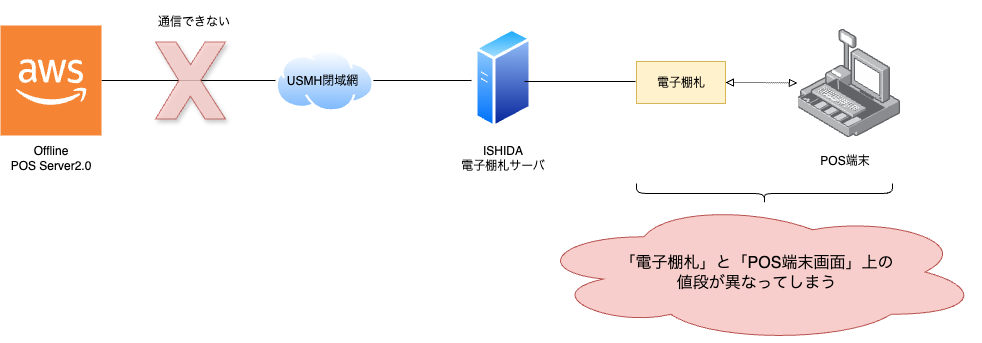 通信できない
aws
USMH閉域網
電子棚札
Offline
POS Server2.0
ISHIDA
電子棚札サーバ
POS端末
「電子棚札」と「POS端末画面」上の
値段が異なってしまう